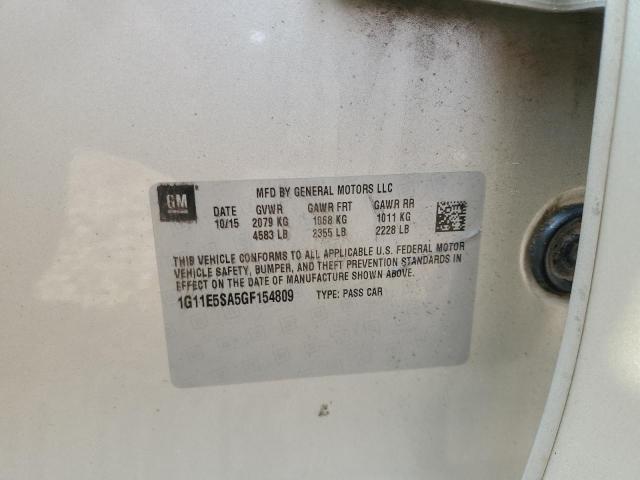 GM
MFD BY GENERAL MOTORS LLC
DATE GVWR GAWR FRT GAWR RR
10/15 2079 KG 1068 KG 1011 KG
4583 LB 2355 LB 2228 LB
THIS VEHICLE CONFORMS TO ALL APPLICABLE U.S. FEDERAL MOTOR
VEHICLE SAFETY, BUMPER, AND THEFT PREVENTION STANDARDS IN
EFFECT ON THE DATE OF MANUFACTURE SHOWN ABOVE.
1G11E5SA5GF154809 TYPE: PASS CAR